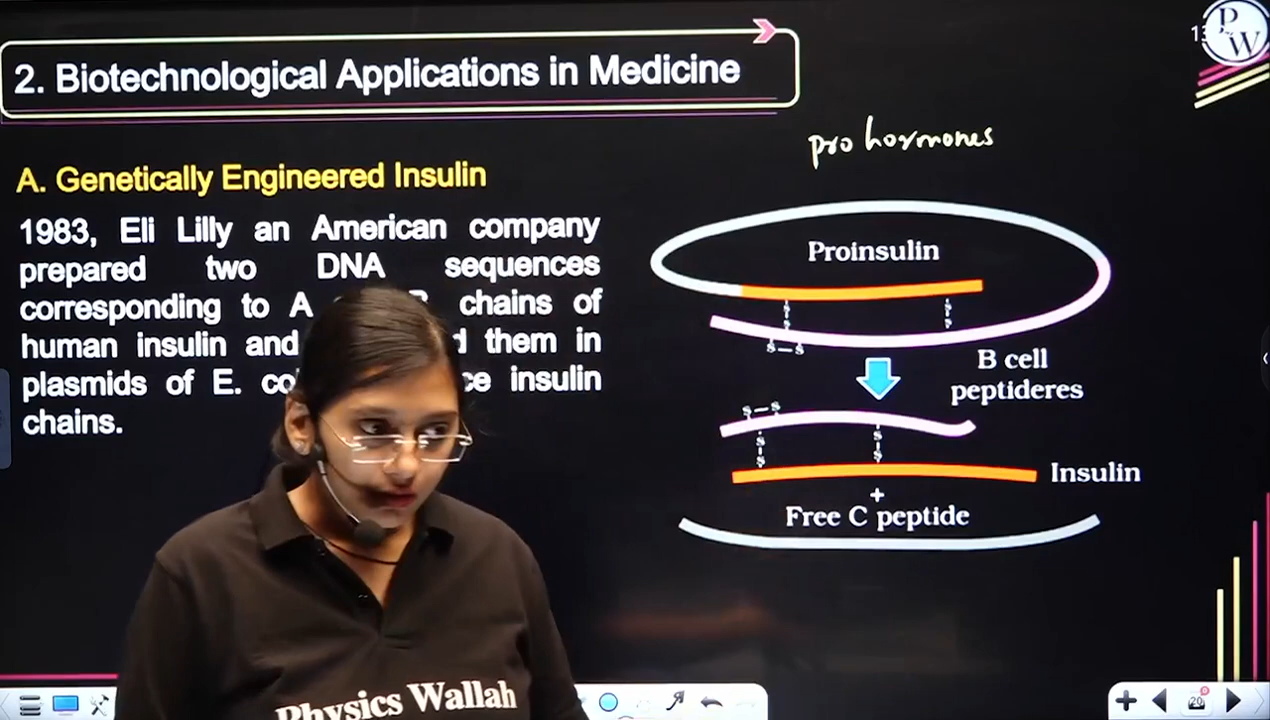 PW
2. Biotechnological Applications in Medicine
pro hormones
A. Genetically Engineered Insulin
1983, Eli Lilly an American company
prepared two DNA sequences
corresponding to A chains of
human insulin and them in
plasmids of E. insulin
chains.
Proinsulin
S
S
S
S
S–S
B cell
peptideres
S–S
S
S
S
S
Insulin
+
Free C peptide
Physics Wallah
20